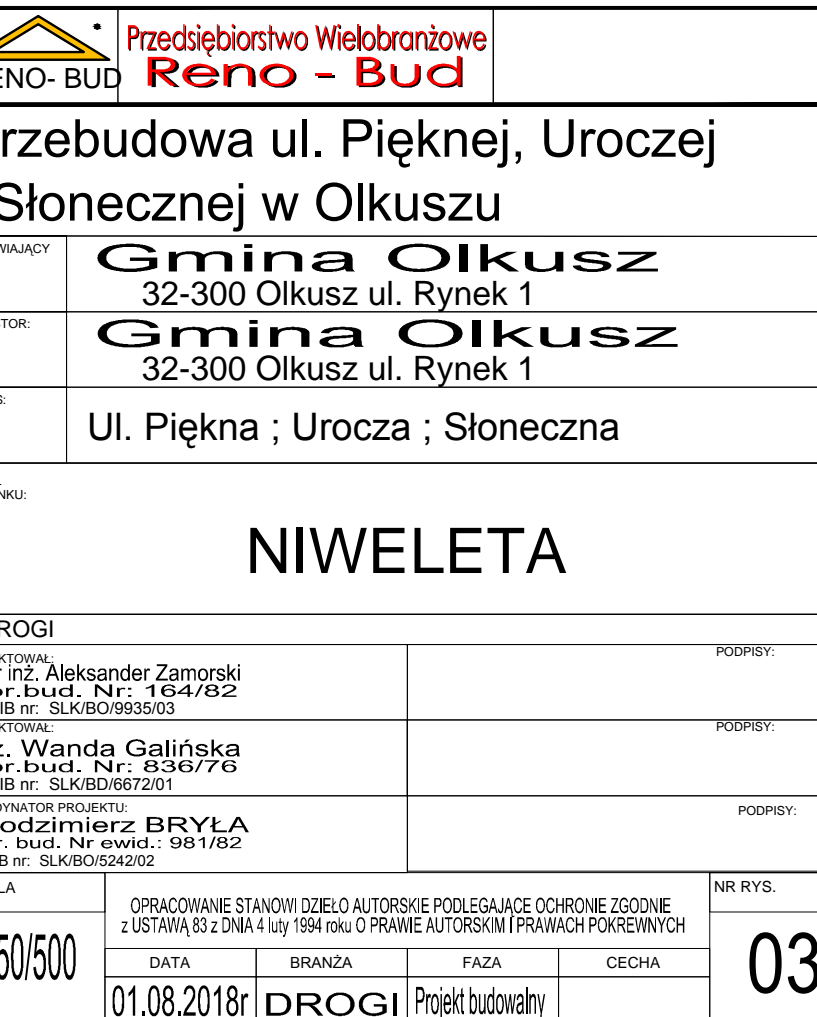 ENO- BUD
Przedsiębiorstwo Wielobranżowe
Reno - Bud
rzebudowa ul. Pięknej, Uroczej
Słonecznej w Olkuszu
WIAJĄCY
Gmina Olkusz
32-300 Olkusz ul. Rynek 1
TOR:
Gmina Olkusz
32-300 Olkusz ul. Rynek 1
S:
Ul. Piękna ; Urocza ; Słoneczna
NKU:
NIWELETA
ROGI
KTOWAŁ:
PODPISY:
r inż. Aleksander Zamorski
or.bud. Nr: 164/82
IB nr: SLK/BO/9935/03
KTOWAŁ:
PODPISY:
ż. Wanda Galińska
or.bud. Nr: 836/76
IB nr: SLK/BD/6672/01
DYNATOR PROJEKTU:
PODPISY:
odzimierz BRYŁA
r. bud. Nr ewid.: 981/82
B nr: SLK/BO/5242/02
LA
OPRACOWANIE STANOWI DZIEŁO AUTORSKIE PODLEGAJĄCE OCHRONIE ZGODNIE
z USTAWĄ 83 z DNIA 4 luty 1994 roku O PRAWIE AUTORSKIM I PRAWACH POKREWNYCH
NR RYS.
50/500
DATA BRANŻA FAZA CECHA
03
01.08.2018r DROGI Projekt budowalny